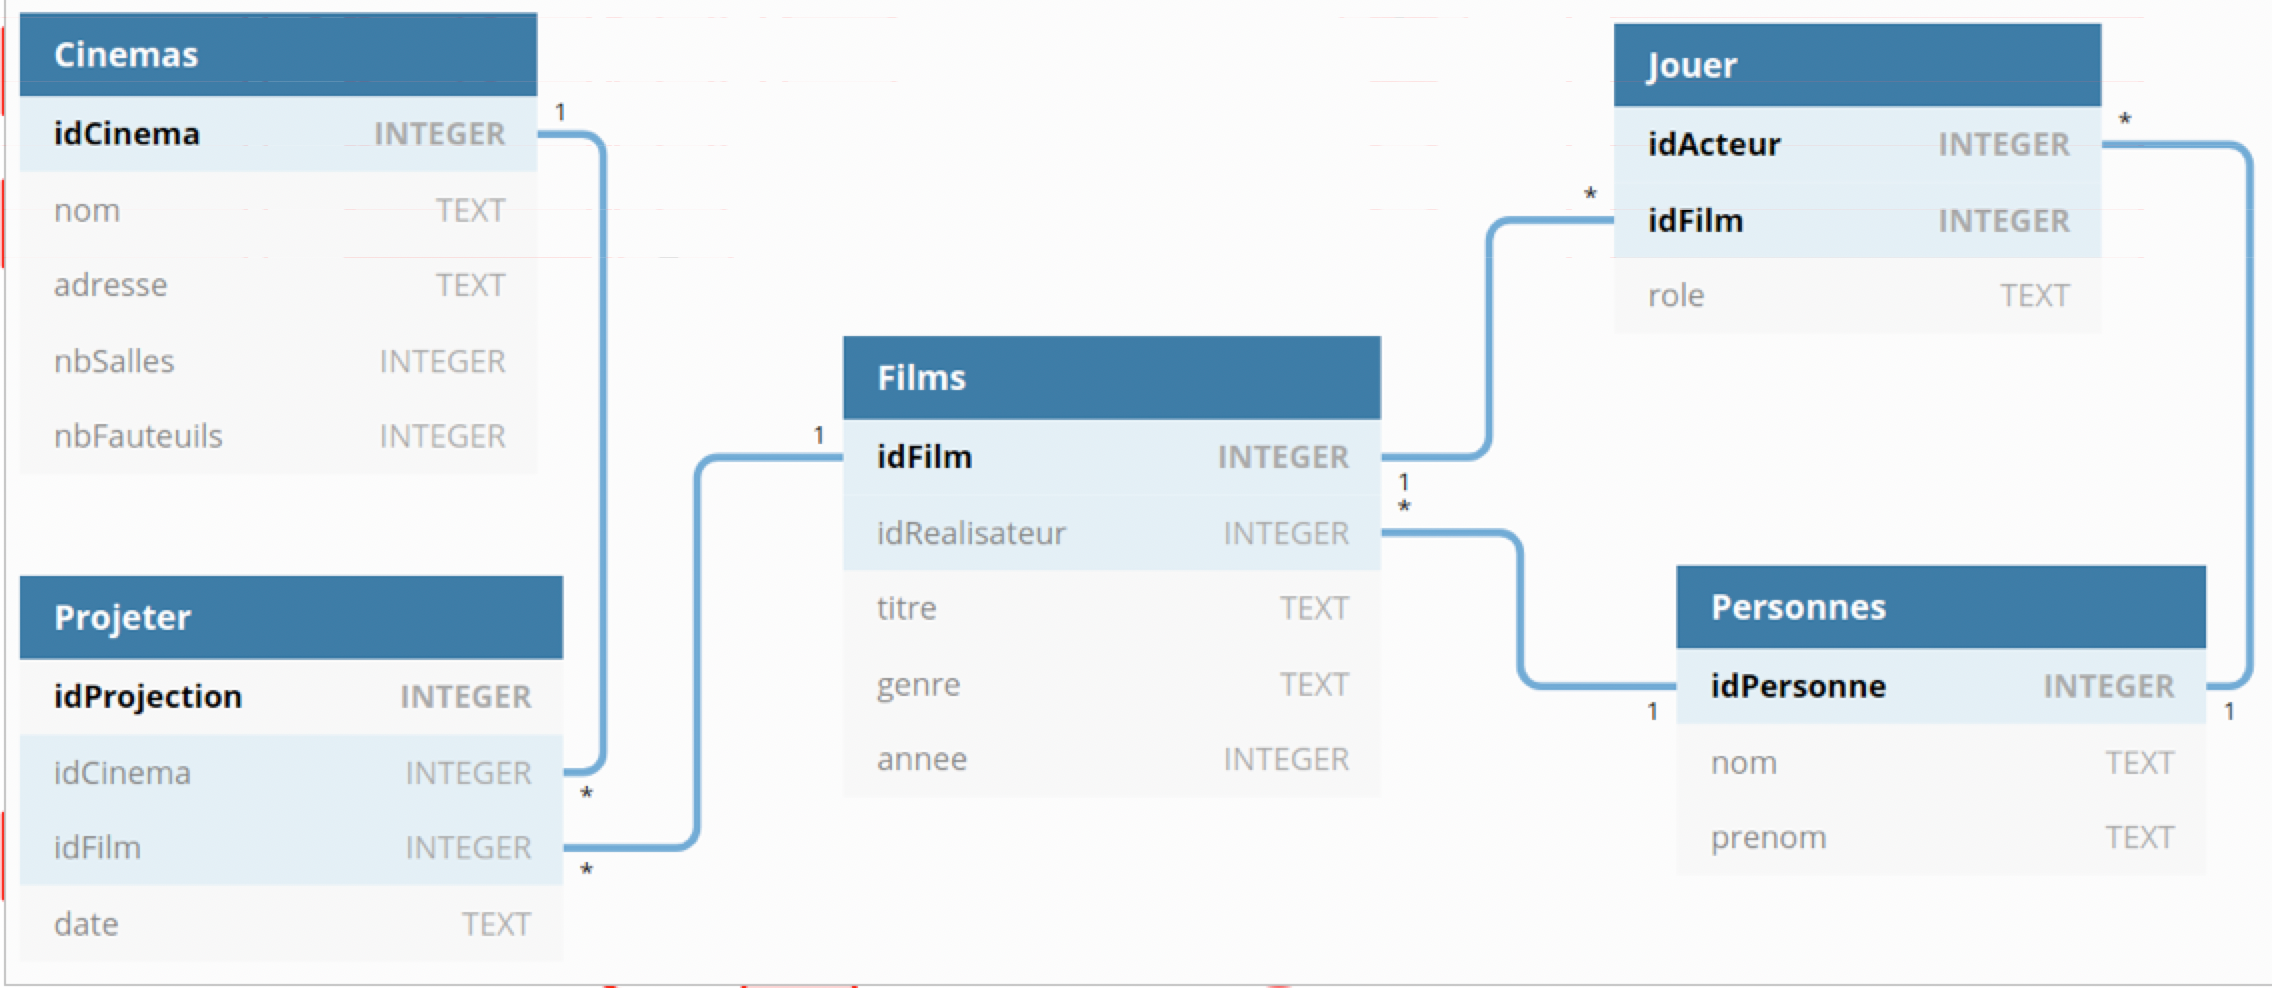 Cinemas
idCinema INTEGER 1
nom TEXT
adresse TEXT
nbSalles INTEGER
nbFauteuils INTEGER
Projeter
idProjection INTEGER
idCinema INTEGER
*
idFilm INTEGER
*
date TEXT
Films
1
idFilm INTEGER
1
*
idRealisateur INTEGER
titre TEXT
genre TEXT
annee INTEGER
Jouer
*
idActeur INTEGER
*
idFilm INTEGER
role TEXT
Personnes
idPersonne INTEGER
1 1
nom TEXT
prenom TEXT